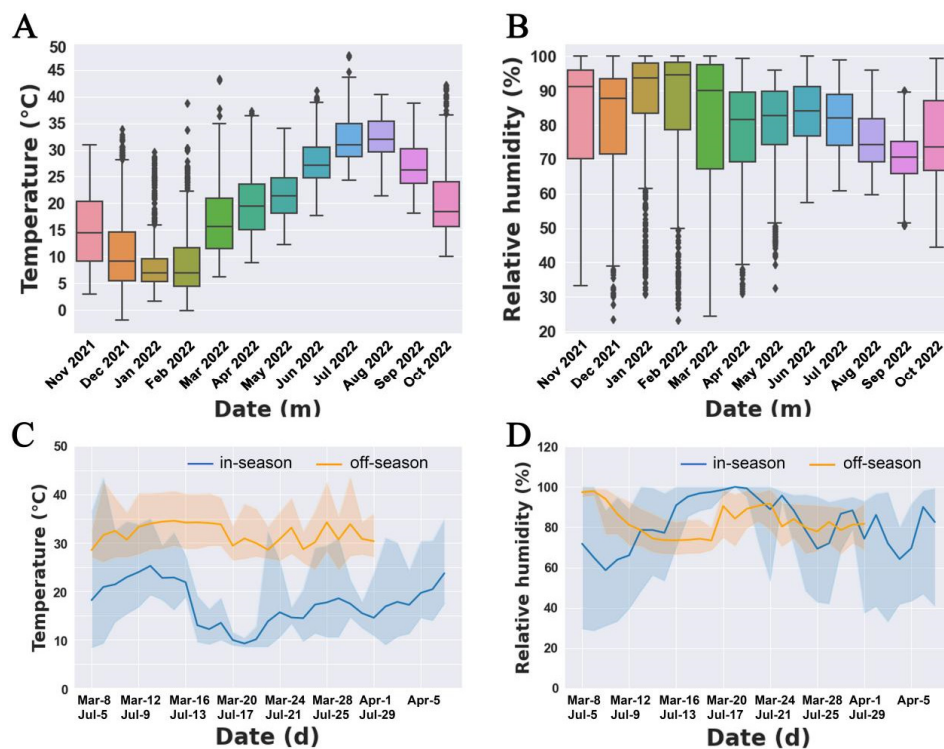 A
Temperature (°C)
50
45
40
35
30
25
20
15
10
5
0
Nov 2021
Dec 2021
Jan 2022
Feb 2022
Mar 2022
Apr 2022
May 2022
Jun 2022
Jul 2022
Aug 2022
Sep 2022
Oct 2022
Date (m)
B
Relative humidity (%)
100
90
80
70
60
50
40
30
20
Nov 2021
Dec 2021
Jan 2022
Feb 2022
Mar 2022
Apr 2022
May 2022
Jun 2022
Jul 2022
Aug 2022
Sep 2022
Oct 2022
Date (m)
C
Temperature (°C)
50
40
30
20
10
0
in-season
off-season
Mar-8 Mar-12 Mar-16 Mar-20 Mar-24 Mar-28 Apr-1 Apr-5
Jul-5 Jul-9 Jul-13 Jul-17 Jul-21 Jul-25 Jul-29
Date (d)
D
Relative humidity (%)
120
100
80
60
40
20
0
in-season
off-season
Mar-8 Mar-12 Mar-16 Mar-20 Mar-24 Mar-28 Apr-1 Apr-5
Jul-5 Jul-9 Jul-13 Jul-17 Jul-21 Jul-25 Jul-29
Date (d)